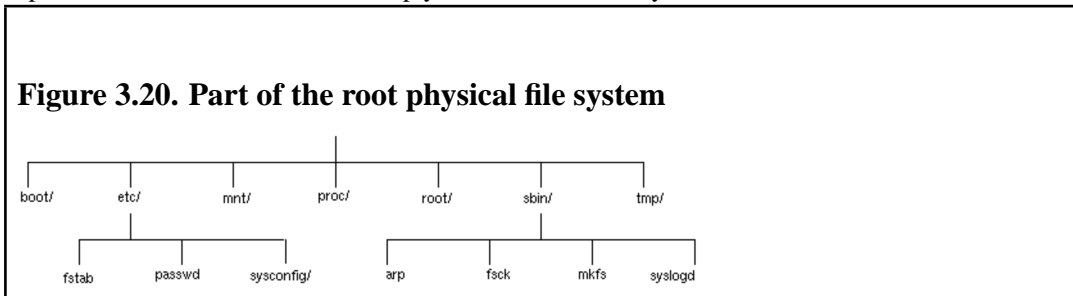 Figure 3.20. Part of the root physical file system
boot/ etc/ mnt/ proc/ root/ sbin/ tmp/
fstab passwd sysconfig/ arp fsck mkfs syslogd